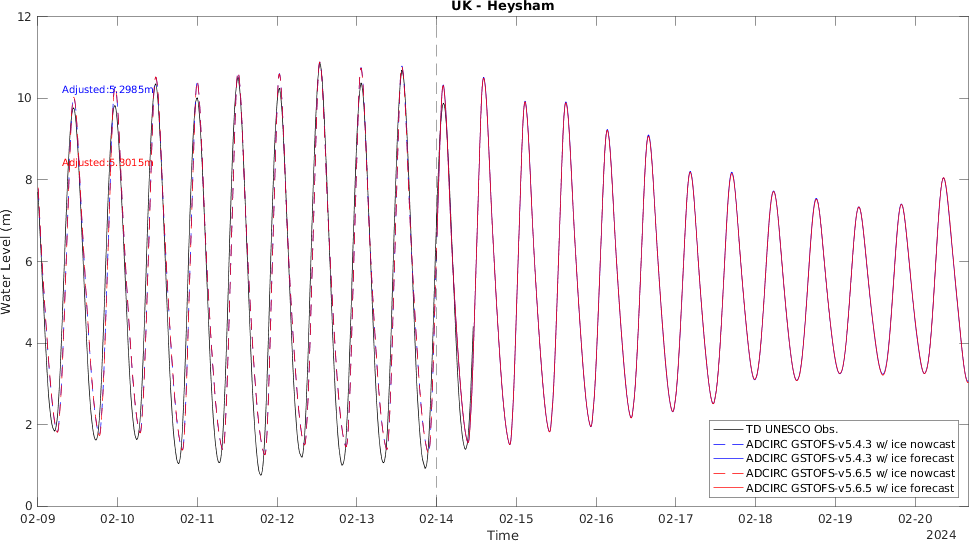 UK - Heysham
12
10
8
6
4
2
0
Water Level (m)
Adjusted:5.2985m
Adjusted:5.3015m
TD UNESCO Obs.
ADCIRC GSTOFS-v5.4.3 w/ ice nowcast
ADCIRC GSTOFS-v5.4.3 w/ ice forecast
ADCIRC GSTOFS-v5.6.5 w/ ice nowcast
ADCIRC GSTOFS-v5.6.5 w/ ice forecast
02-09 02-10 02-11 02-12 02-13 02-14 02-15 02-16 02-17 02-18 02-19 02-20
Time
2024